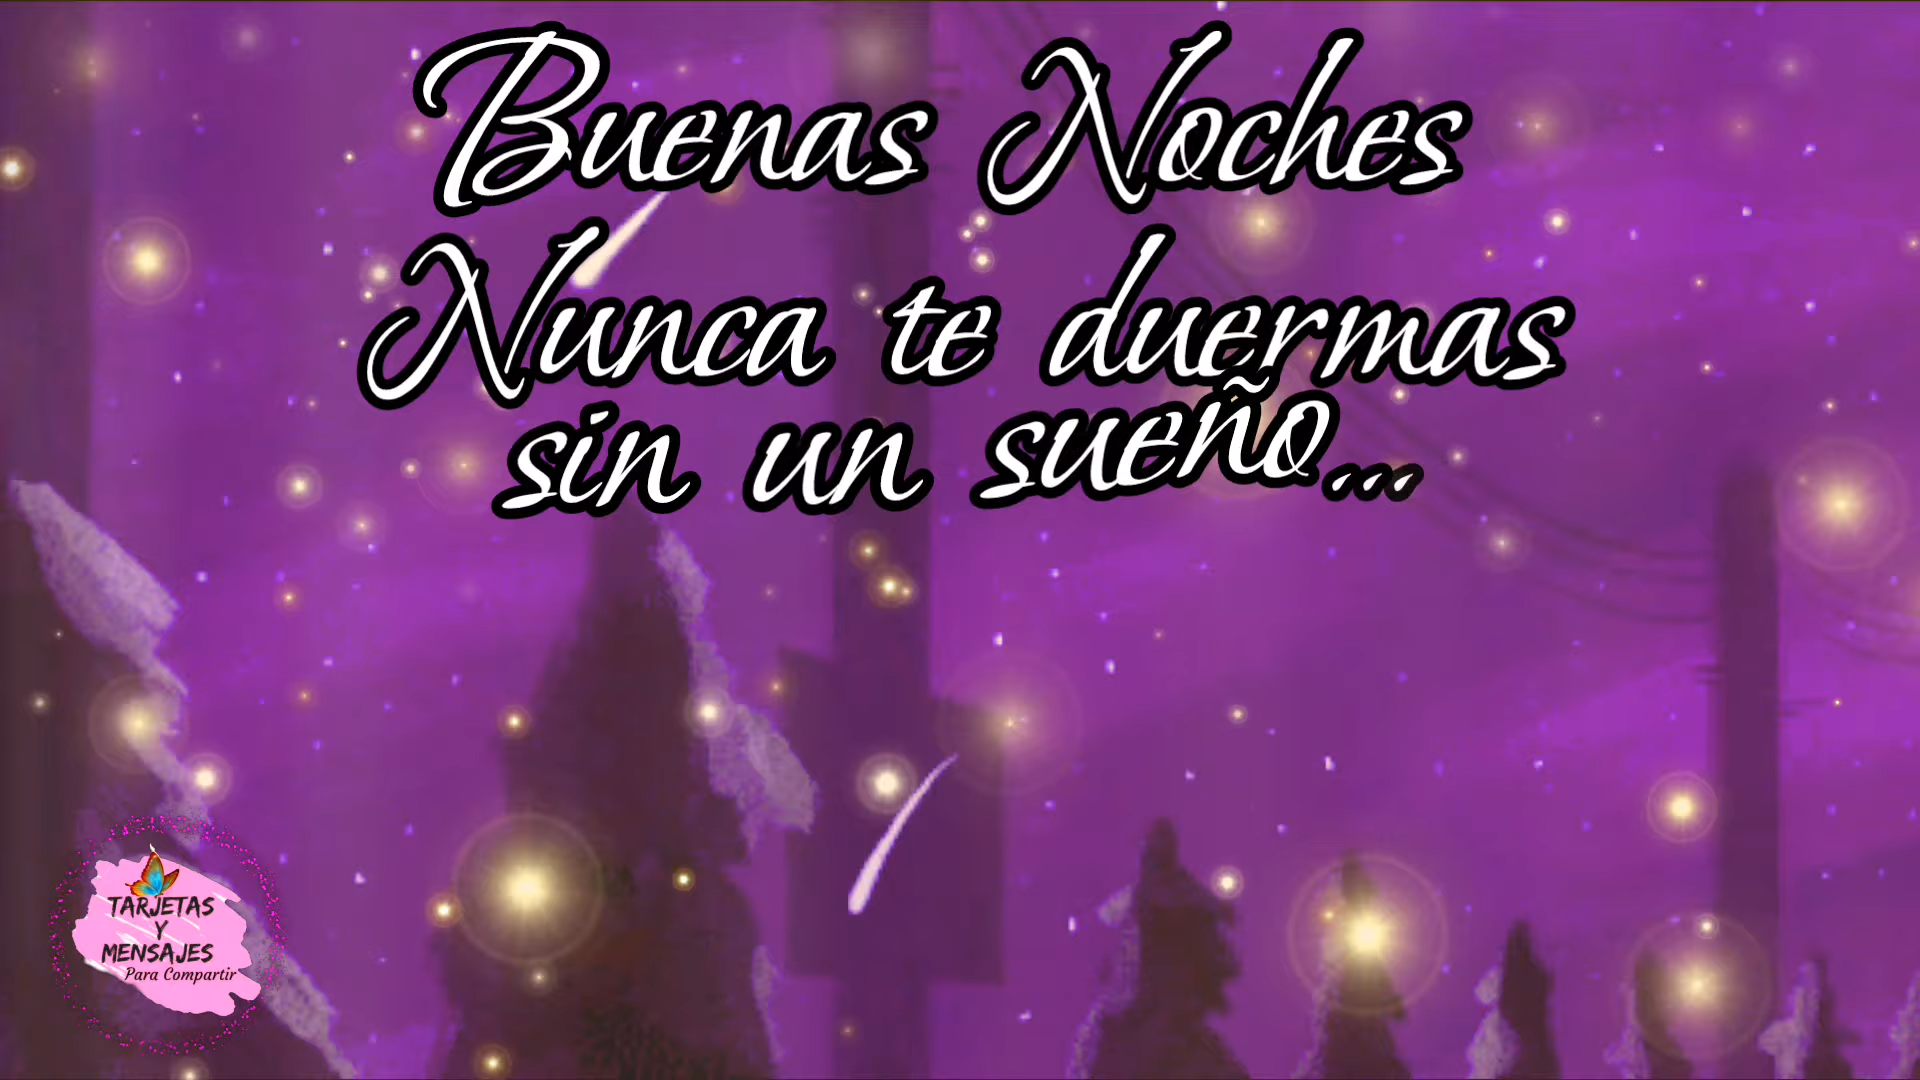 Buenas Noches
Nunca te duermas
sin un sueño...
TARJETAS
Y
MENSAJES
Para Compartir